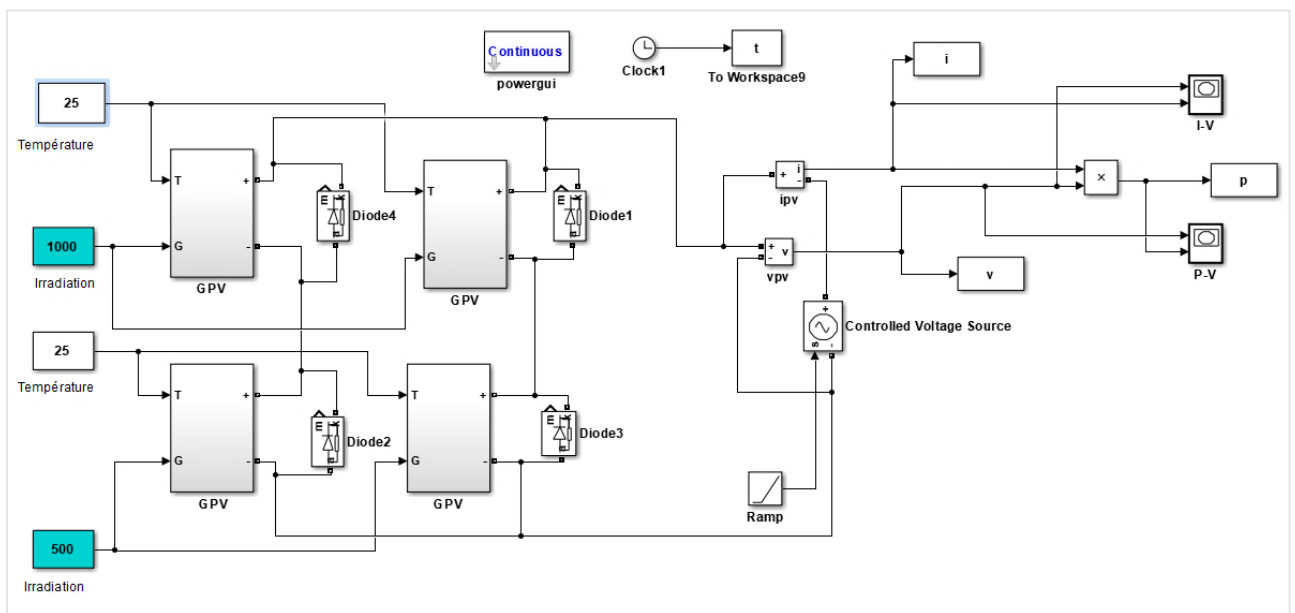 Continuous
powergui
Clock1
t
To Workspace9
i
I-V
25
Température
T
+
G
-
GPV
m
k
a
Diode4
T
+
G
-
GPV
m
k
a
Diode1
+
i
-
ipv
×
p
1000
Irradiation
+
-
v
vpv
v
P-V
+
s
-
Controlled Voltage Source
25
Température
T
+
G
-
GPV
m
k
a
Diode2
T
+
G
-
GPV
m
k
a
Diode3
Ramp
500
Irradiation